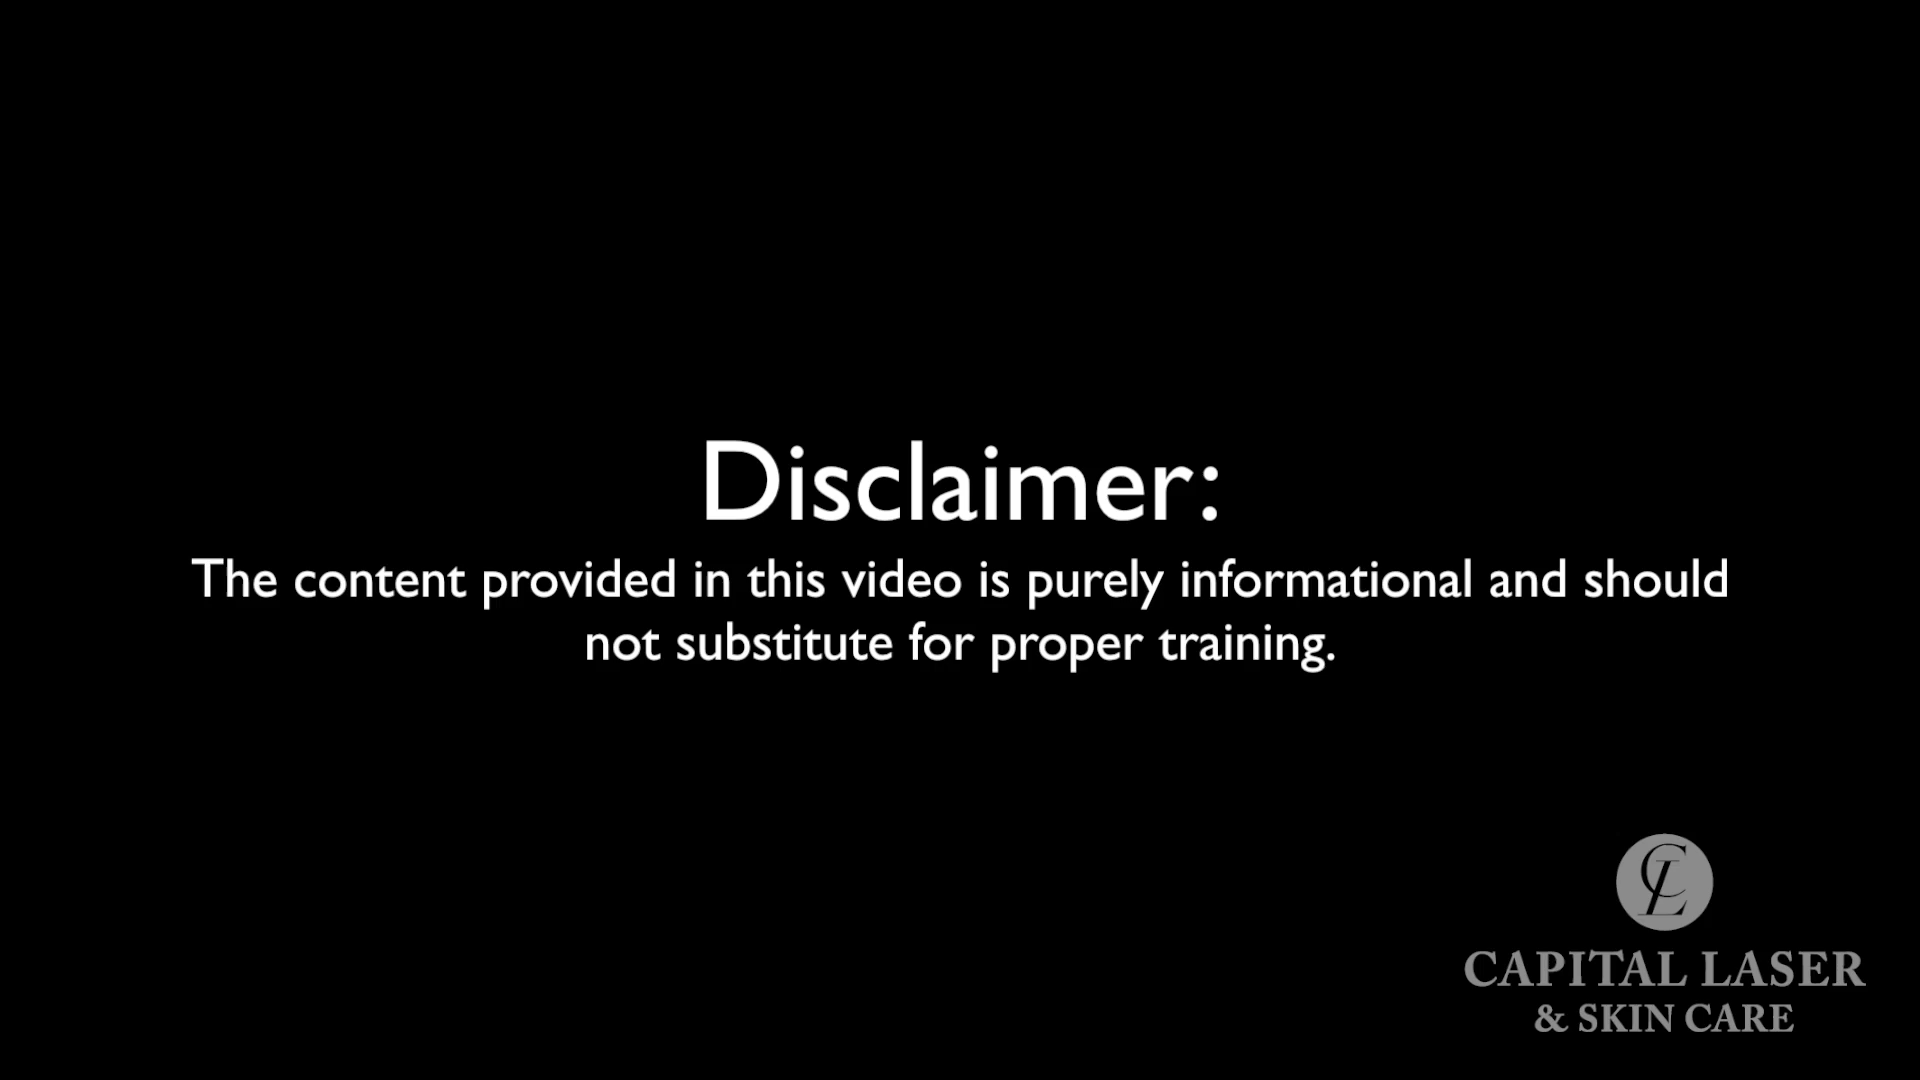 Disclaimer:
The content provided in this video is purely informational and should
not substitute for proper training.
CL
CAPITAL LASER
& SKIN CARE